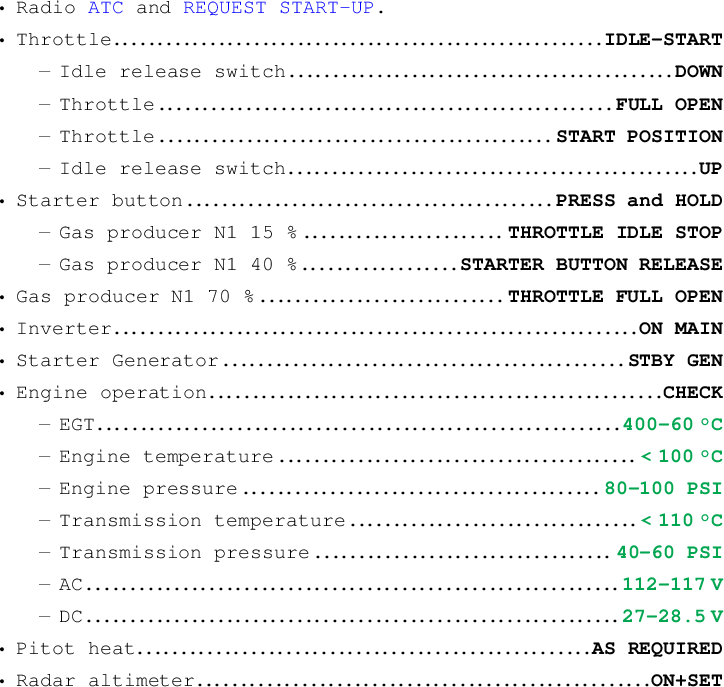 • Radio ATC and REQUEST START-UP.
• Throttle......................................................IDLE-START
– Idle release switch...........................................DOWN
– Throttle..................................................FULL OPEN
– Throttle...........................................START POSITION
– Idle release switch.............................................UP
• Starter button........................................PRESS and HOLD
– Gas producer N1 15 %......................THROTTLE IDLE STOP
– Gas producer N1 40 %.................STARTER BUTTON RELEASE
• Gas producer N1 70 %...........................THROTTLE FULL OPEN
• Inverter..........................................................ON MAIN
• Starter Generator............................................STBY GEN
• Engine operation..................................................CHECK
– EGT..........................................................400-60 °C
– Engine temperature.......................................< 100 °C
– Engine pressure.......................................80-100 PSI
– Transmission temperature................................< 110 °C
– Transmission pressure.................................40-60 PSI
– AC...........................................................112-117 V
– DC...........................................................27-28.5 V
• Pitot heat..................................................AS REQUIRED
• Radar altimeter..................................................ON+SET